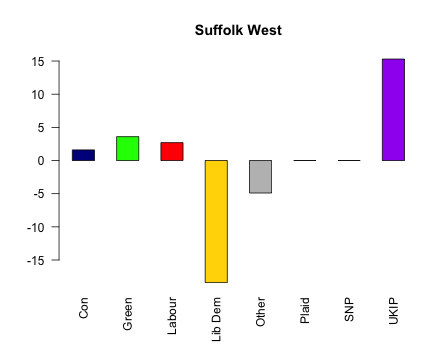 Suffolk West
15
10
5
0
-5
-10
-15
Con
Green
Labour
Lib Dem
Other
Plaid
SNP
UKIP